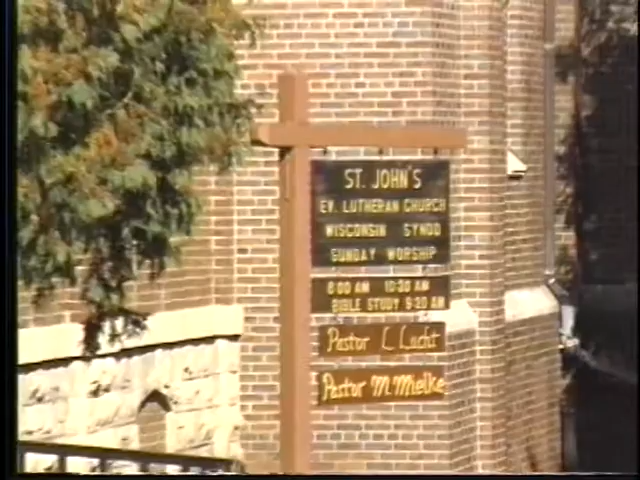 ST. JOHN'S
EV. LUTHERAN CHURCH
WISCONSIN SYNOD
SUNDAY WORSHIP
8:00 AM 10:30 AM
BIBLE STUDY 9:30 AM
Pastor L. Lucht
Pastor M. Mielke